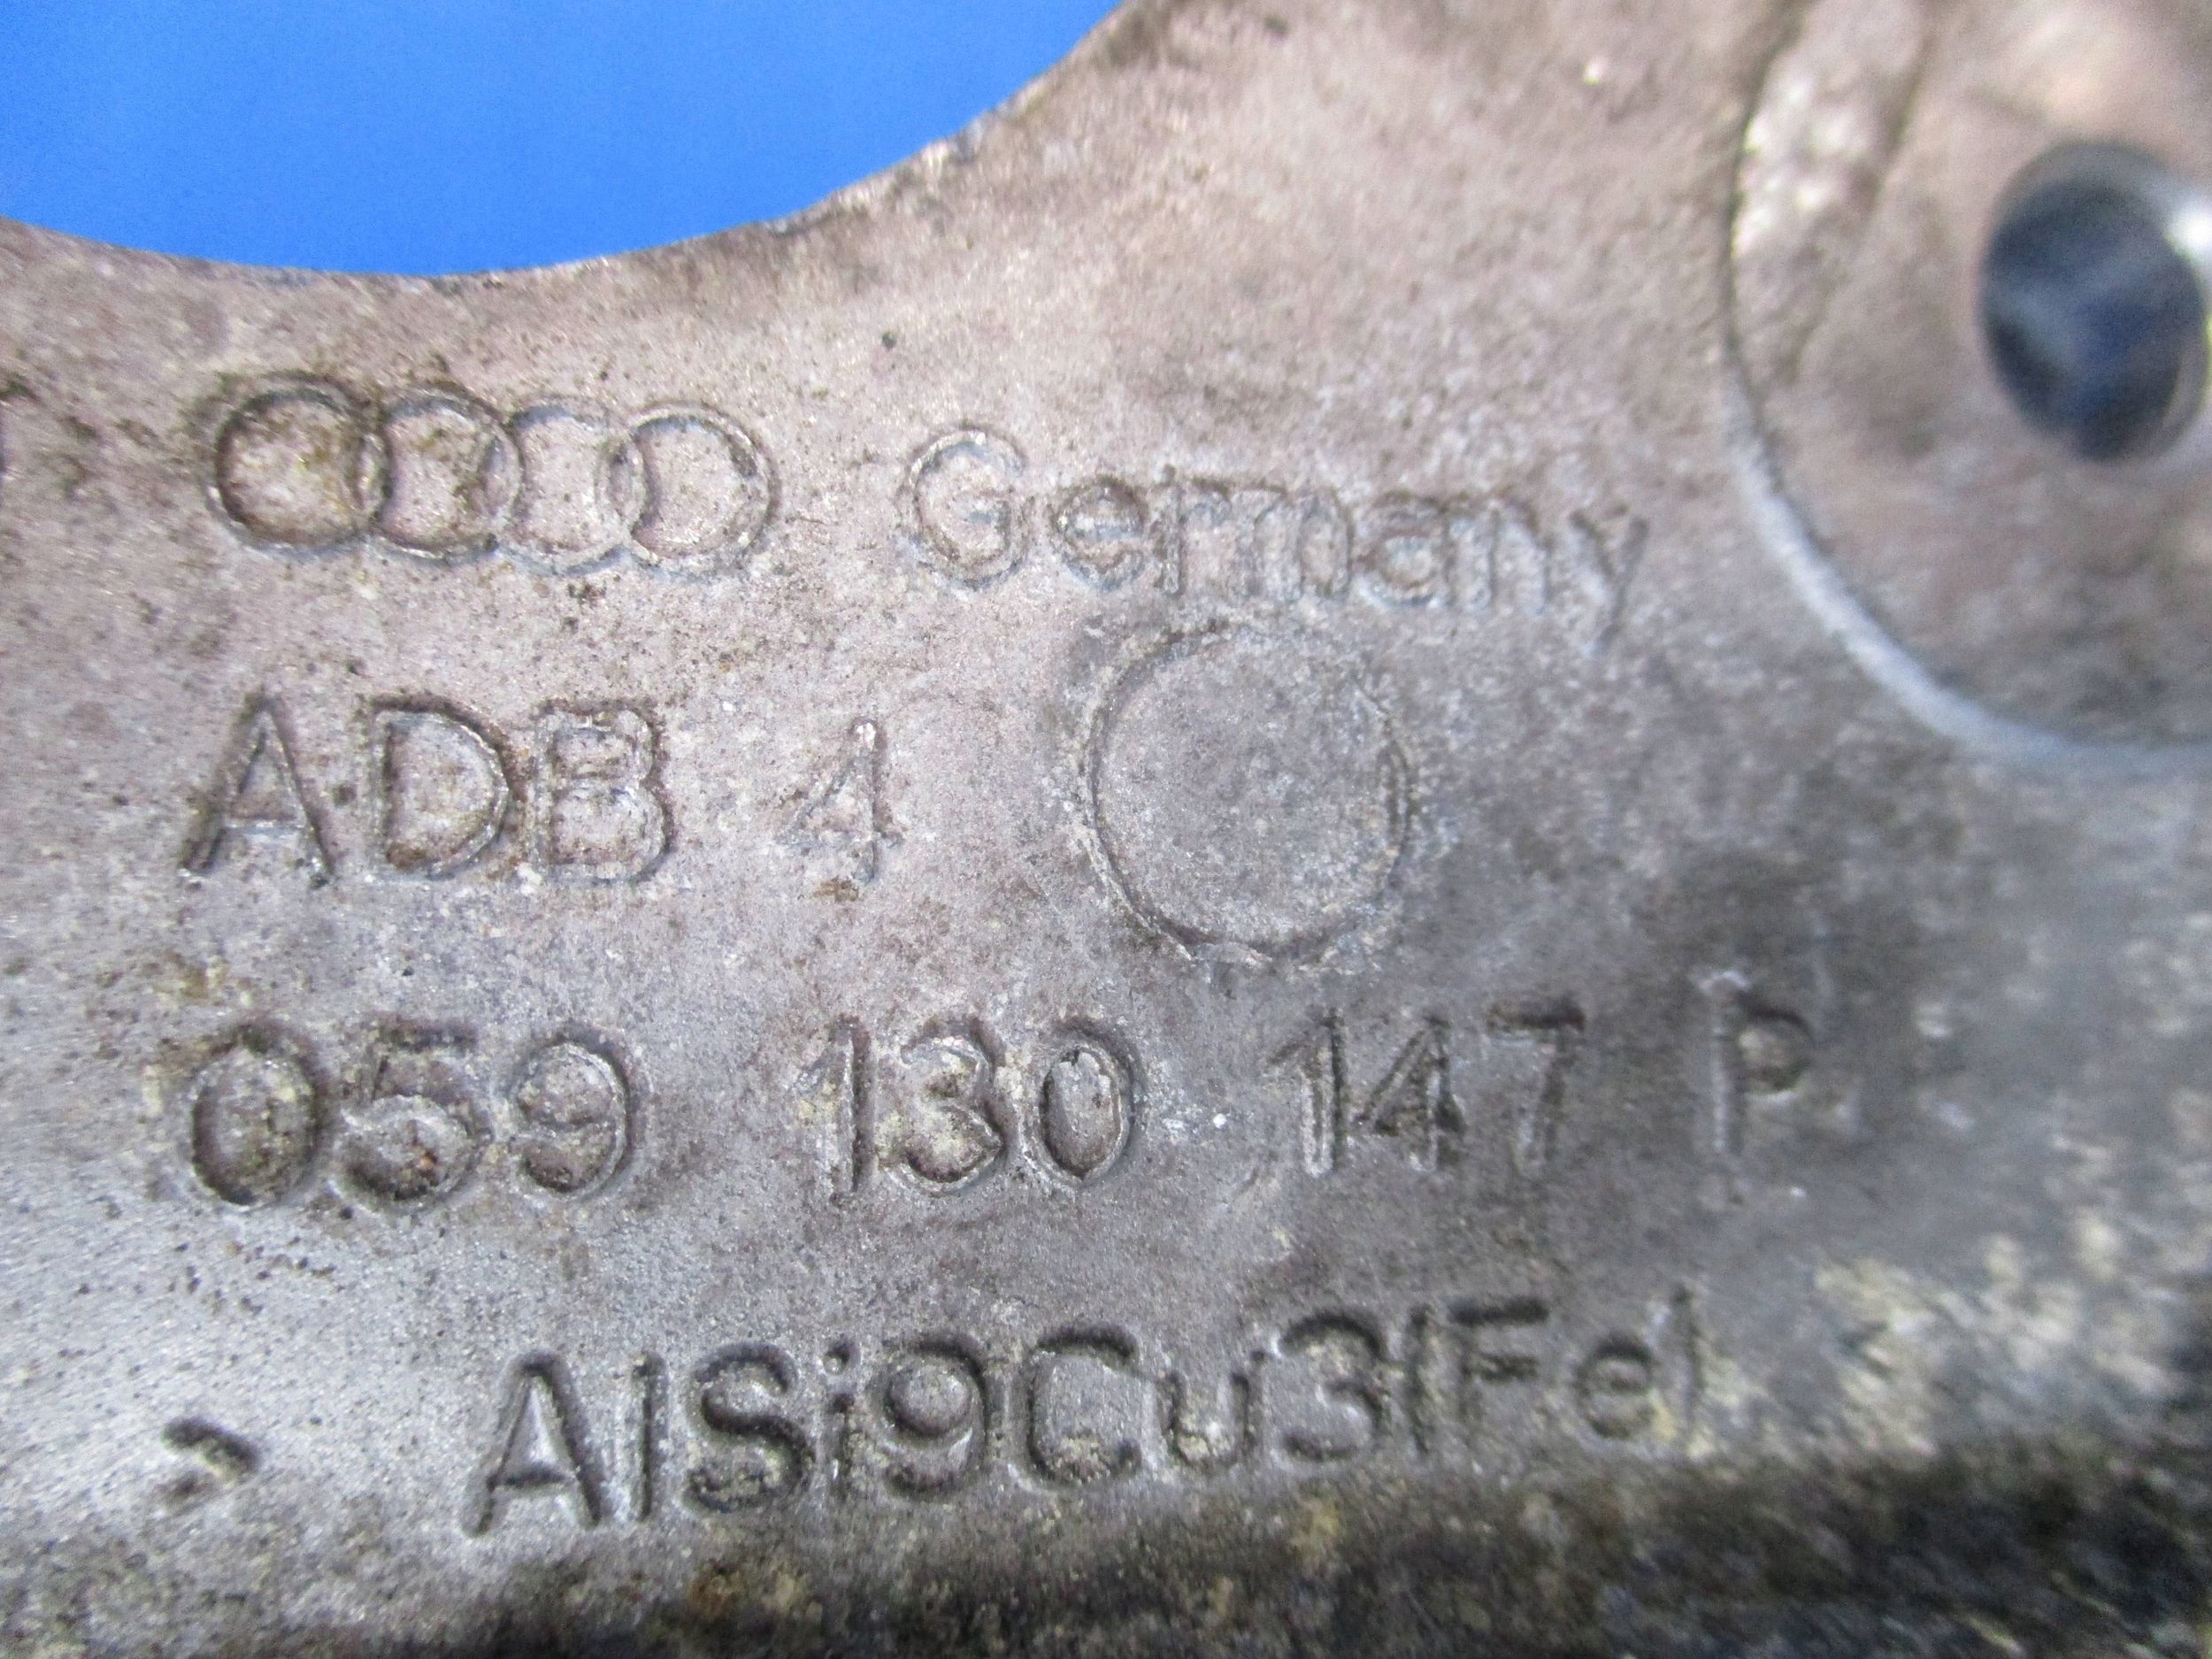 Germany
ADB 4
059 130 147 P
> AlSi9Cu3(Fe)